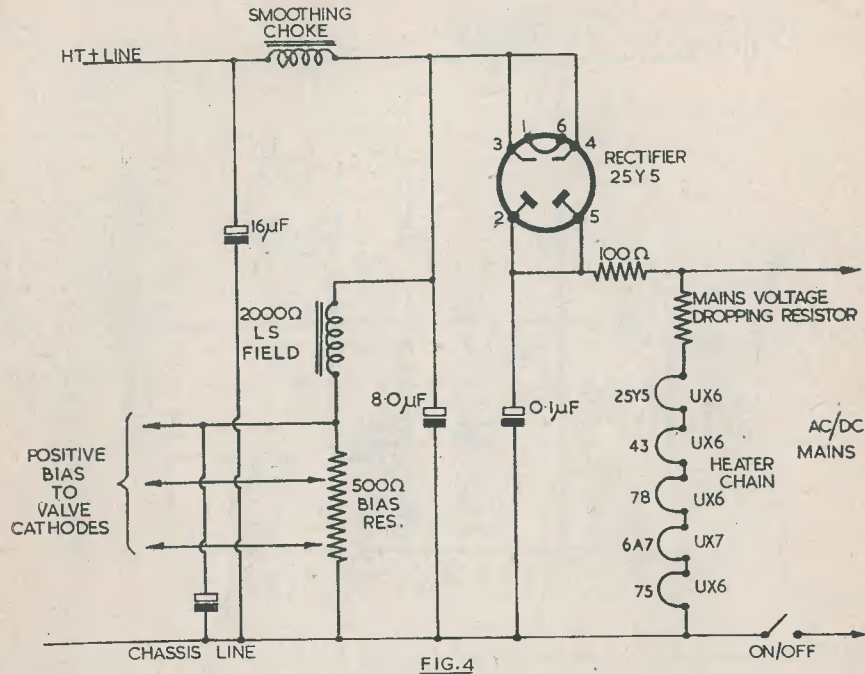 SMOOTHING
CHOKE
HT+LINE
3
1
6
4
RECTIFIER
25Y5
2
5
16µF
100Ω
2000Ω
LS
FIELD
MAINS VOLTAGE
DROPPING RESISTOR
8·0µF
0·1µF
25Y5
UX6
43
UX6
HEATER
CHAIN
78
UX6
6A7
UX7
75
UX6
AC/DC
MAINS
POSITIVE
BIAS
TO
VALVE
CATHODES
500Ω
BIAS
RES.
CHASSIS LINE
ON/OFF
FIG.4